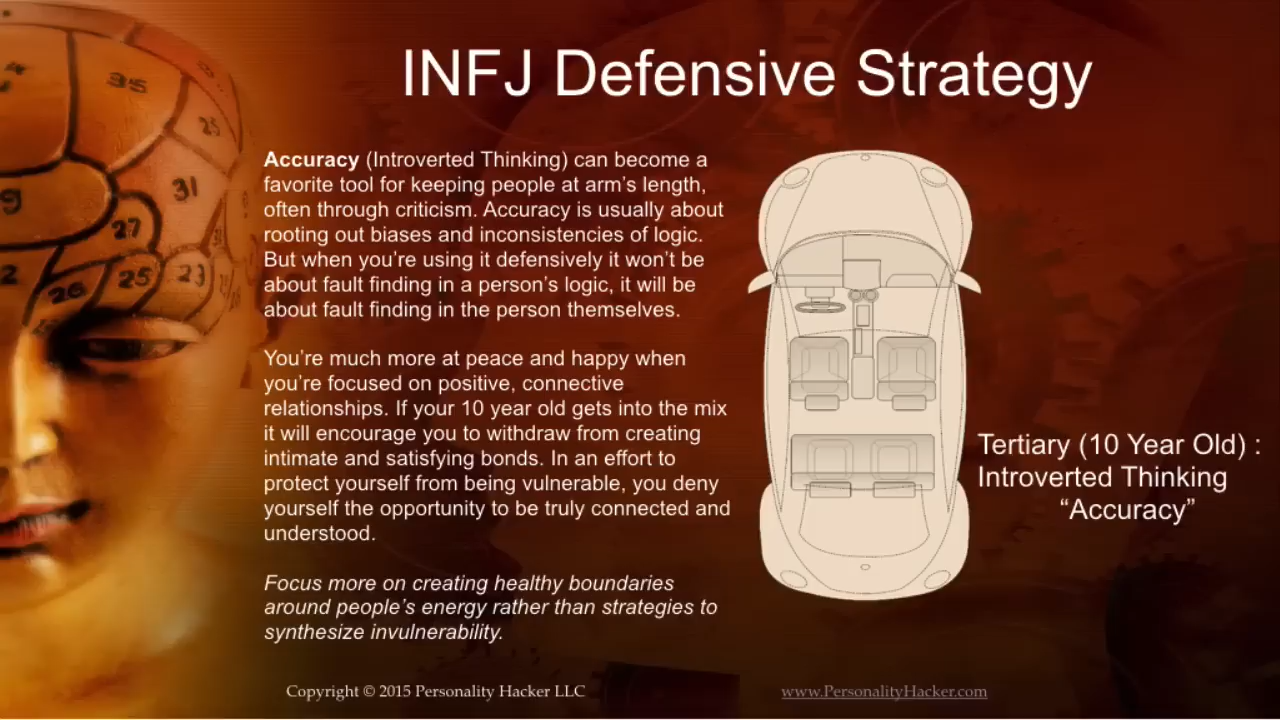 INFJ Defensive Strategy
Accuracy (Introverted Thinking) can become a
favorite tool for keeping people at arm's length,
often through criticism. Accuracy is usually about
rooting out biases and inconsistencies of logic.
But when you're using it defensively it won't be
about fault finding in a person's logic, it will be
about fault finding in the person themselves.
You're much more at peace and happy when
you're focused on positive, connective
relationships. If your 10 year old gets into the mix
it will encourage you to withdraw from creating
intimate and satisfying bonds. In an effort to
protect yourself from being vulnerable, you deny
yourself the opportunity to be truly connected and
understood.
Focus more on creating healthy boundaries
around people's energy rather than strategies to
synthesize invulnerability.
Tertiary (10 Year Old) :
Introverted Thinking
“Accuracy”
35
25
31
9
27
2
26
25
23
Copyright © 2015 Personality Hacker LLC
www.PersonalityHacker.com